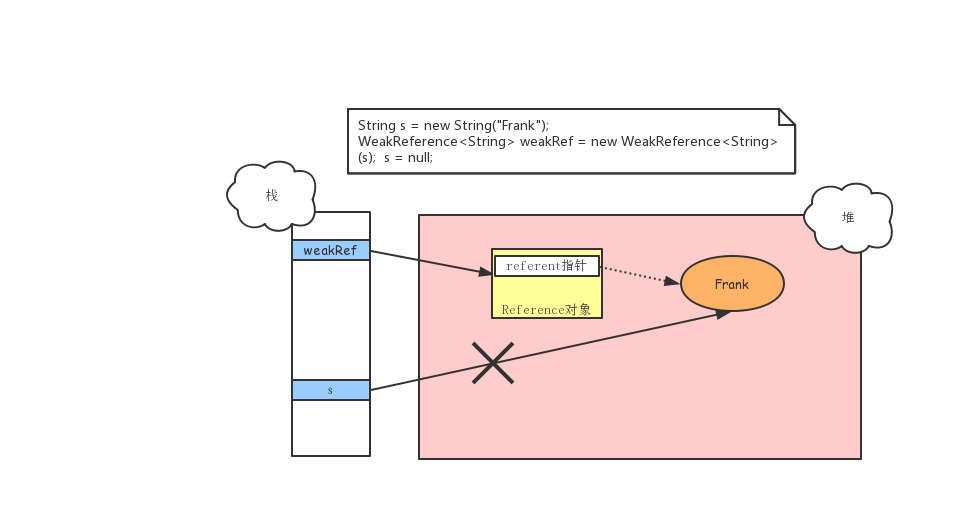 String s = new String("Frank");
WeakReference<String> weakRef = new WeakReference<String>
(s);  s = null;
栈
堆
weakRef
referent指针
Frank
Reference对象
s